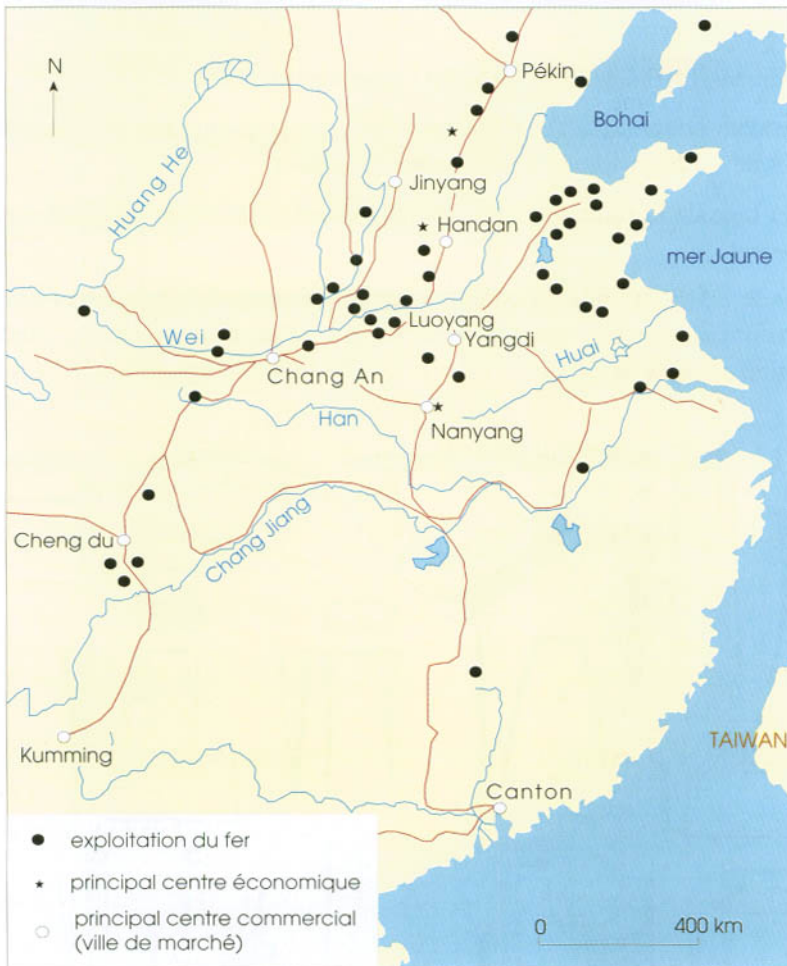 N
Pékin
Bohai
Huang He
Jinyang
Handan
mer Jaune
Luoyang
Wei
Yangdi
Huai
Chang An
Han
Nanyang
Cheng du
Chang Jiang
Kumming
TAIWAN
Canton
exploitation du fer
principal centre économique
principal centre commercial
(ville de marché)
0 400 km